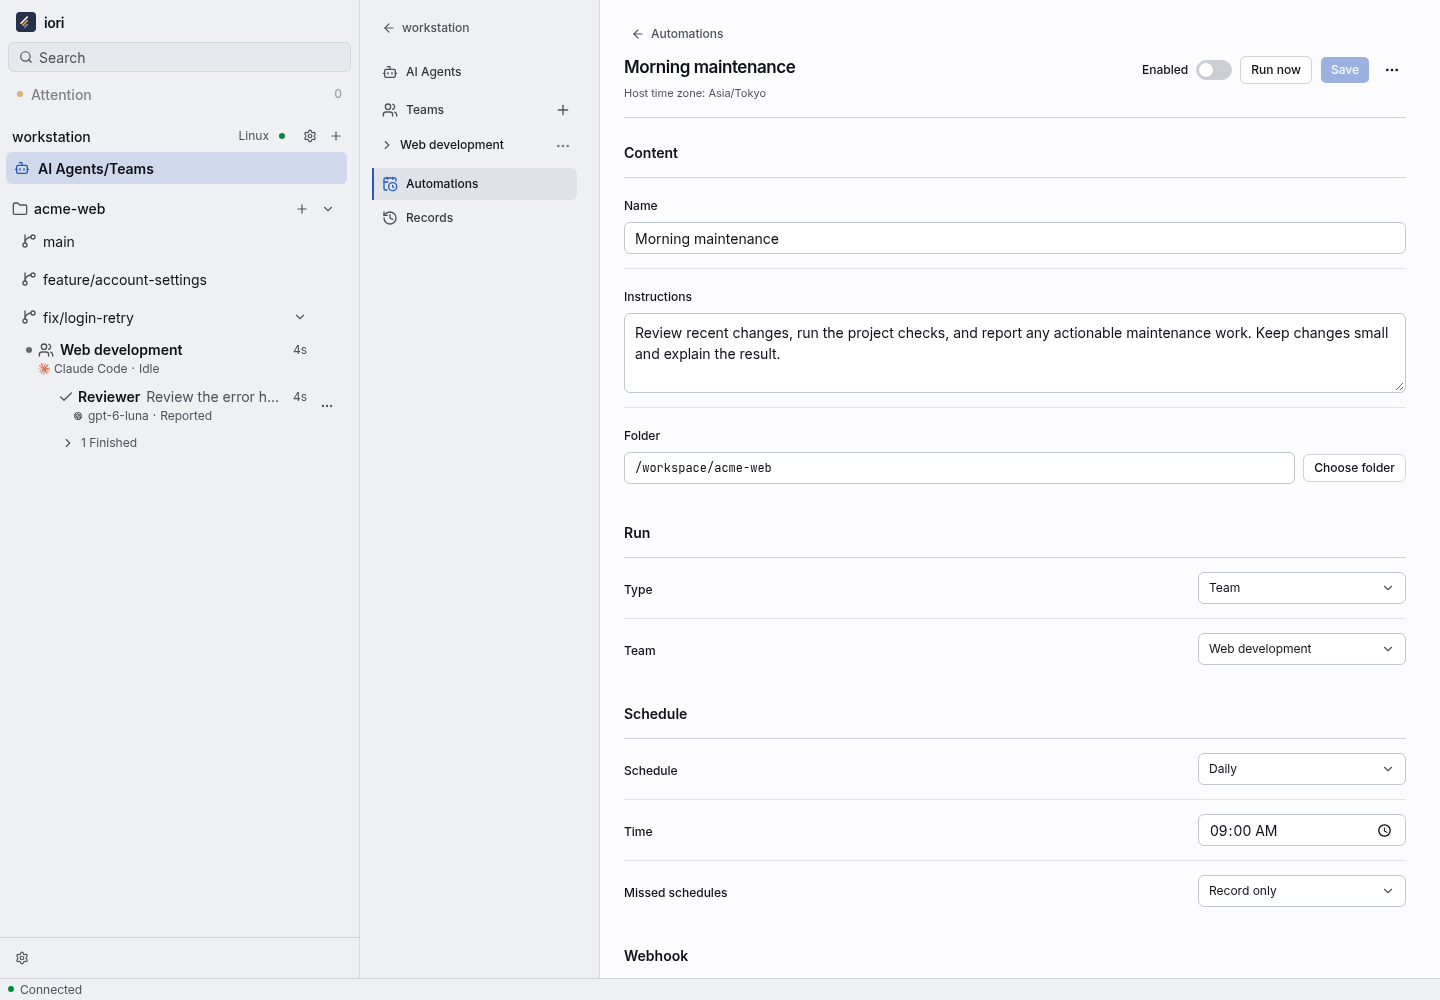 iori
Search
Attention 0
workstation Linux
AI Agents/Teams
acme-web
main
feature/account-settings
fix/login-retry
Web development 4s
Claude Code · Idle
Reviewer Review the error h... 4s
gpt-6-luna · Reported
1 Finished
Connected
workstation
AI Agents
Teams
Web development
Automations
Records
Automations
Morning maintenance
Enabled Run now Save
Host time zone: Asia/Tokyo
Content
Name
Morning maintenance
Instructions
Review recent changes, run the project checks, and report any actionable maintenance work. Keep changes small
and explain the result.
Folder
/workspace/acme-web Choose folder
Run
Type Team
Team Web development
Schedule
Schedule Daily
Time 09:00 AM
Missed schedules Record only
Webhook